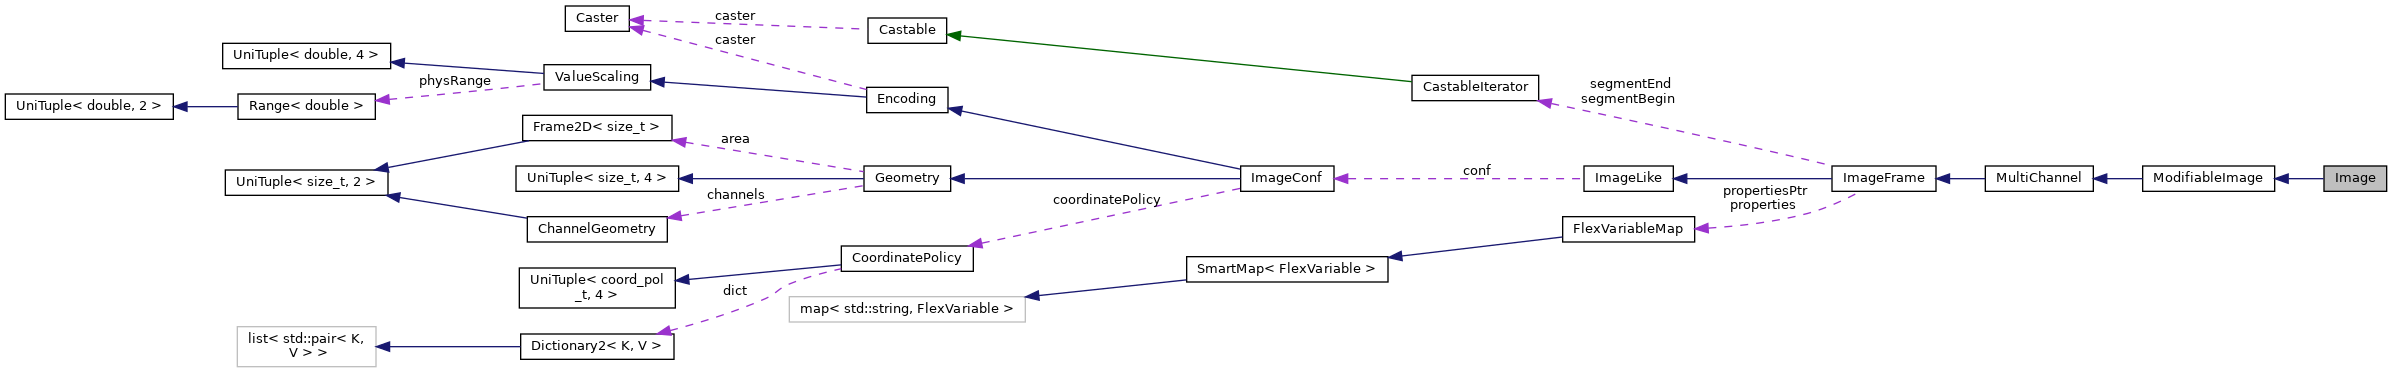 Caster
caster
Castable
caster
UniTuple< double, 4 >
ValueScaling
physRange
Encoding
CastableIterator
segmentEnd
segmentBegin
UniTuple< double, 2 >
Range< double >
Frame2D< size_t >
area
UniTuple< size_t, 2 >
UniTuple< size_t, 4 >
Geometry
channels
ChannelGeometry
ImageConf
conf
ImageLike
ImageFrame
MultiChannel
ModifiableImage
Image
coordinatePolicy
propertiesPtr
properties
FlexVariableMap
CoordinatePolicy
UniTuple< coord_pol
_t, 4 >
dict
SmartMap< FlexVariable >
map< std::string, FlexVariable >
list< std::pair< K,
V > >
Dictionary2< K, V >